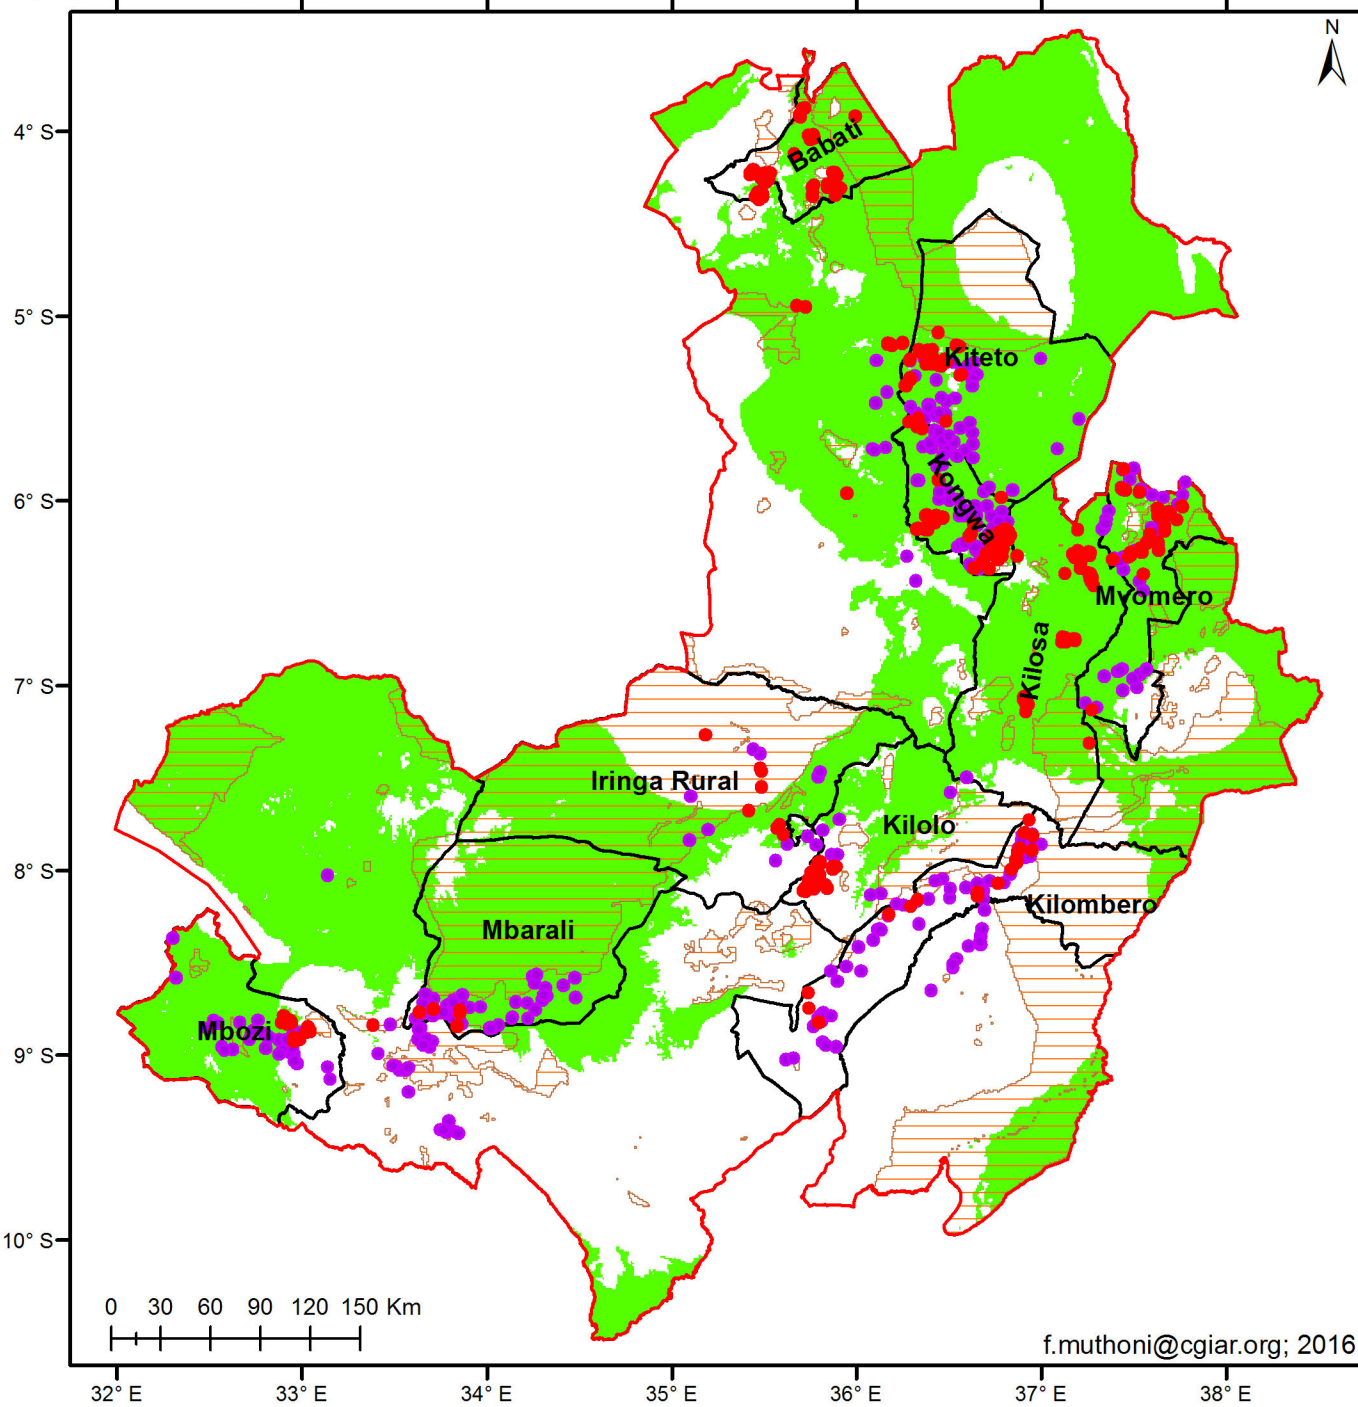 N
4° S
5° S
6° S
7° S
8° S
9° S
10° S
Babati
Kiteto
Kongwa
Mvomero
Kilosa
Iringa Rural
Kilolo
Kilombero
Mbarali
Mbozi
0 30 60 90 120 150 Km
f.muthoni@cgiar.org; 2016
32° E 33° E 34° E 35° E 36° E 37° E 38° E